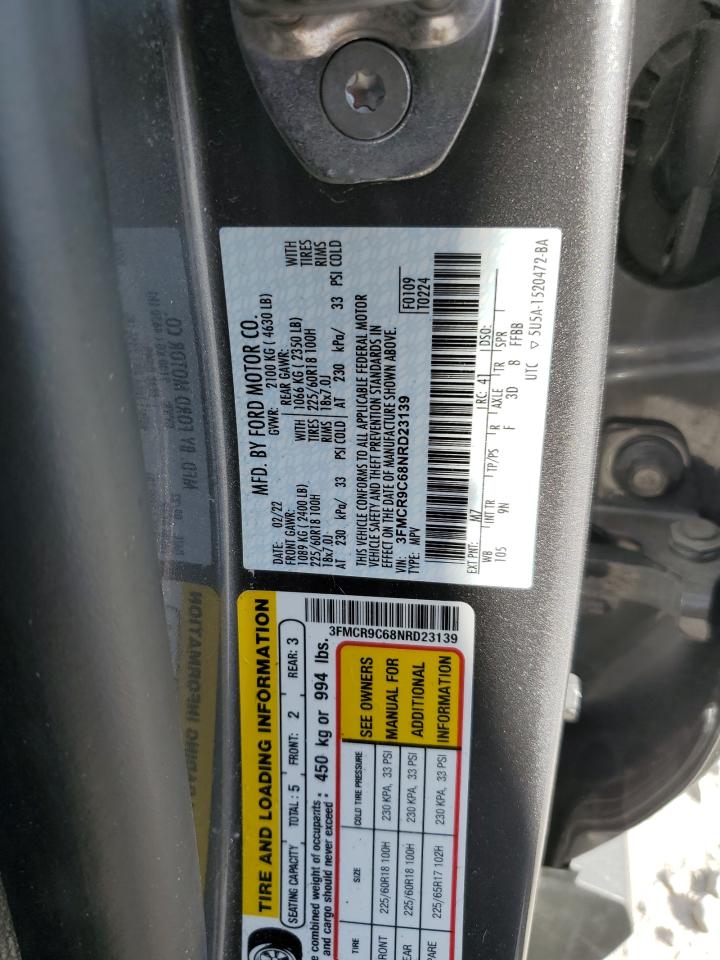 MFD. BY FORD MOTOR CO.
DATE: 02/22 GVWR: 2100 KG ( 4630 LB)
FRONT GAWR: REAR GAWR: WITH
1089 KG ( 2400 LB) 1066 KG ( 2350 LB) TIRES
225/60R18 100H TIRES 225/60R18 100H RIMS
18x7.0J RIMS 18x7.0J
AT 230 kPa/ 33 PSI COLD AT 230 kPa/ 33 PSI COLD
THIS VEHICLE CONFORMS TO ALL APPLICABLE FEDERAL MOTOR
VEHICLE SAFETY AND THEFT PREVENTION STANDARDS IN
EFFECT ON THE DATE OF MANUFACTURE SHOWN ABOVE.
VIN: 3FMCR9C68NRD23139
TYPE: MPV
F0109
T0224
EXT PNT: M7 RC: 41 DSO:
WB INT TR TP/PS R AXLE TR SPR
105 9N F 3D 8 FFBB
UTC ▽ 5U5A-1520472-BA
TIRE AND LOADING INFORMATION
SEATING CAPACITY TOTAL : 5 FRONT: 2 REAR: 3
combined weight of occupants
and cargo should never exceed : 450 kg or 994 lbs.
3FMCR9C68NRD23139
TIRE SIZE COLD TIRE PRESSURE
RONT 225/60R18 100H 230 KPA, 33 PSI
EAR 225/60R18 100H 230 KPA, 33 PSI
PARE 225/65R17 102H 230 KPA, 33 PSI
SEE OWNERS
MANUAL FOR
ADDITIONAL
INFORMATION